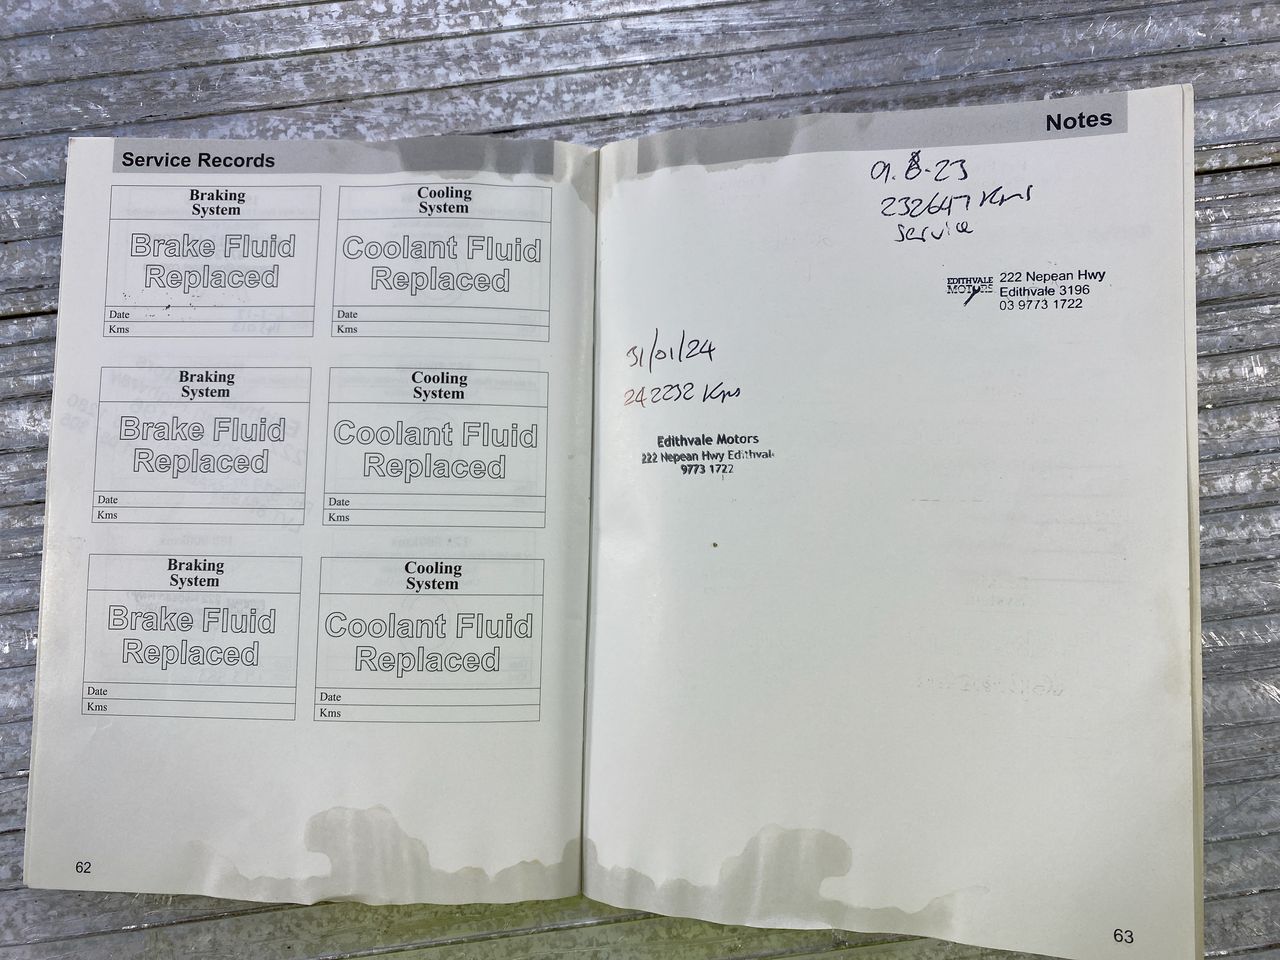 Service Records
Braking
System
Brake Fluid
Replaced
Date
Kms
Cooling
System
Coolant Fluid
Replaced
Date
Kms
Braking
System
Brake Fluid
Replaced
Date
Kms
Cooling
System
Coolant Fluid
Replaced
Date
Kms
Braking
System
Brake Fluid
Replaced
Date
Kms
Cooling
System
Coolant Fluid
Replaced
Date
Kms
62
Notes
9.8.23
232647 Kms
Service
EDITHVALE
MOTORS
222 Nepean Hwy
Edithvale 3196
03 9773 1722
31/01/24
242232 Kms
Edithvale Motors
222 Nepean Hwy Edithval
9773 1722
63